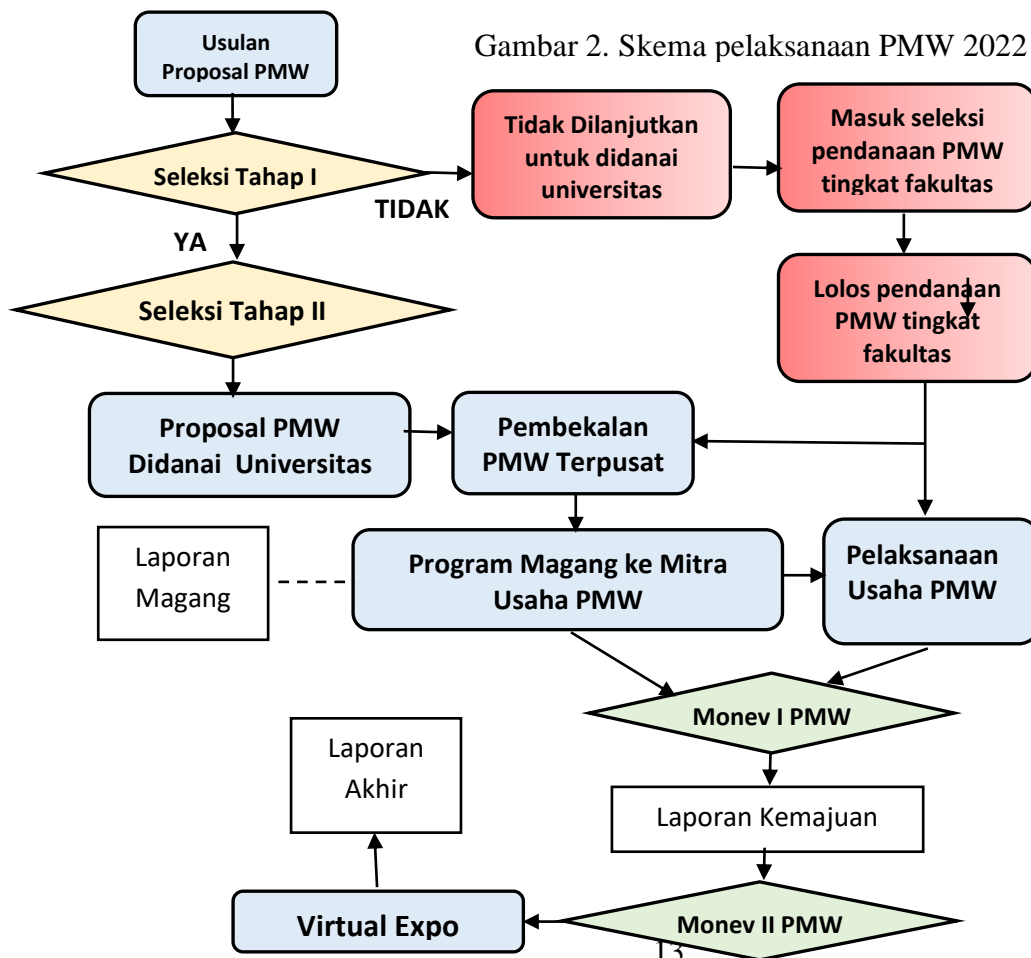 Gambar 2. Skema pelaksanaan PMW 2022
Usulan
Proposal PMW
Seleksi Tahap I
TIDAK
YA
Tidak Dilanjutkan
untuk didanai
universitas
Masuk seleksi
pendanaan PMW
tingkat fakultas
Lolos pendanaan
PMW tingkat
fakultas
Seleksi Tahap II
Proposal PMW
Didanai Universitas
Pembekalan
PMW Terpusat
Laporan
Magang
Program Magang ke Mitra
Usaha PMW
Pelaksanaan
Usaha PMW
Monev I PMW
Laporan
Akhir
Laporan Kemajuan
Virtual Expo
Monev II PMW
13